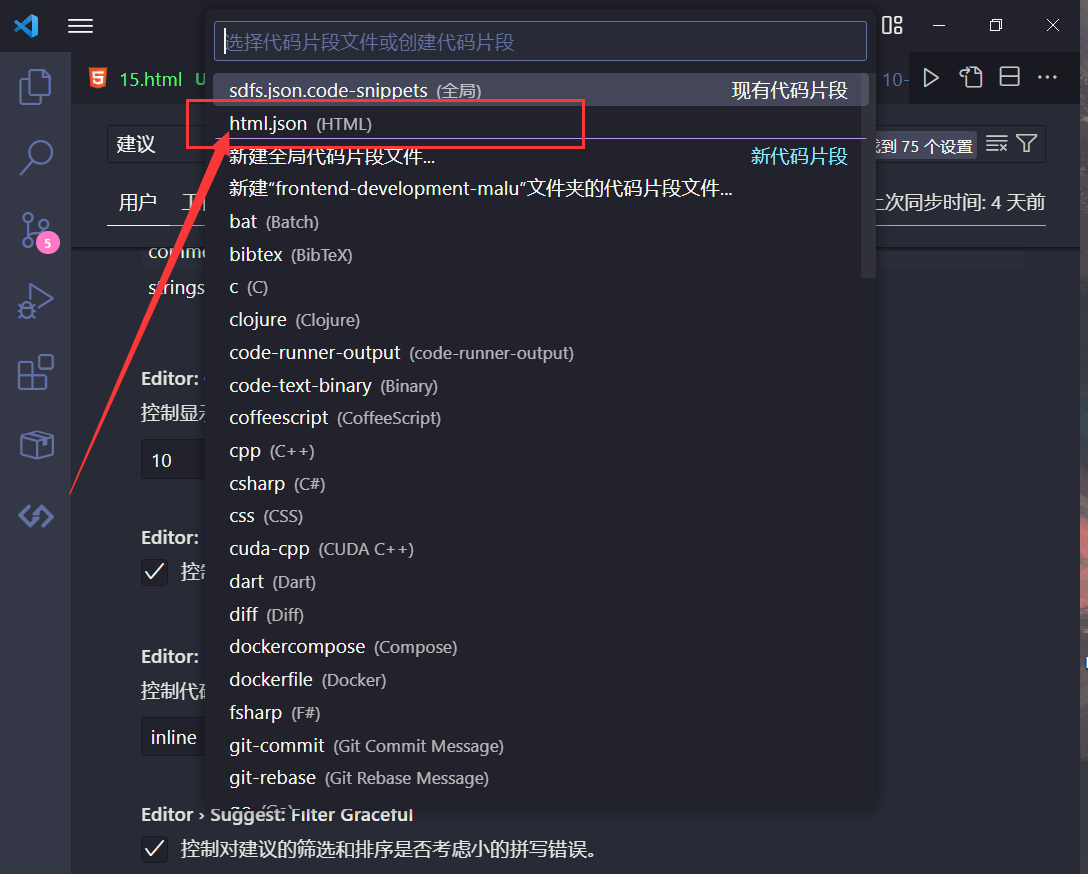 选择代码片段文件或创建代码片段
15.html U
10-
sdfs.json.code-snippets (全局) 现有代码片段
html.json (HTML)
建议
到 75 个设置
新建全局代码片段文件... 新代码片段
新建“frontend-development-malu”文件夹的代码片段文件...
用户
上次同步时间: 4 天前
bat (Batch)
5
comme
bibtex (BibTeX)
strings
c (C)
clojure (Clojure)
code-runner-output (code-runner-output)
Editor:
code-text-binary (Binary)
控制显示
coffeescript (CoffeeScript)
cpp (C++)
10
csharp (C#)
css (CSS)
Editor:
cuda-cpp (CUDA C++)
控制
dart (Dart)
diff (Diff)
dockercompose (Compose)
Editor:
dockerfile (Docker)
控制代码
fsharp (F#)
inline
git-commit (Git Commit Message)
git-rebase (Git Rebase Message)
go (Go)
Editor › Suggest: Filter Graceful
控制对建议的筛选和排序是否考虑小的拼写错误。